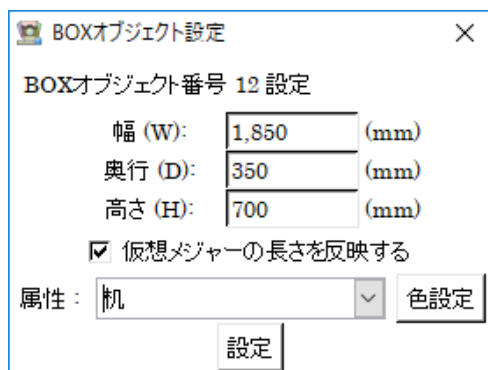 BOXオブジェクト設定
BOXオブジェクト番号 12 設定
幅 (W): 1,850 (mm)
奥行 (D): 350 (mm)
高さ (H): 700 (mm)
仮想メジャーの長さを反映する
属性： 机 色設定
設定